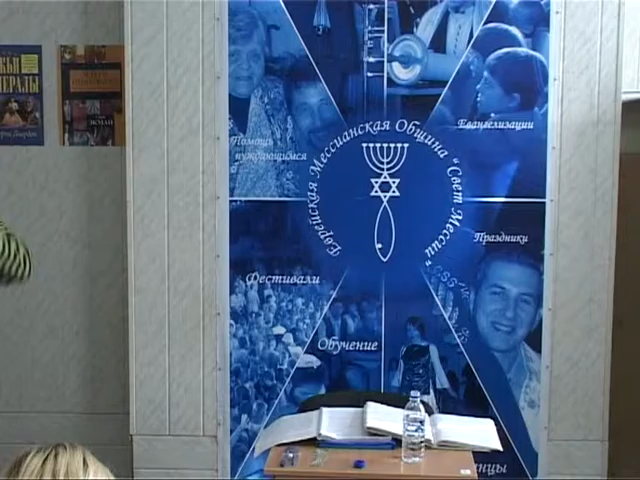 Помощь
нуждающимся
Еврейская Мессианская Община "Свет Мессии"
Евангелизации
Праздники
Фестивали
Обучение